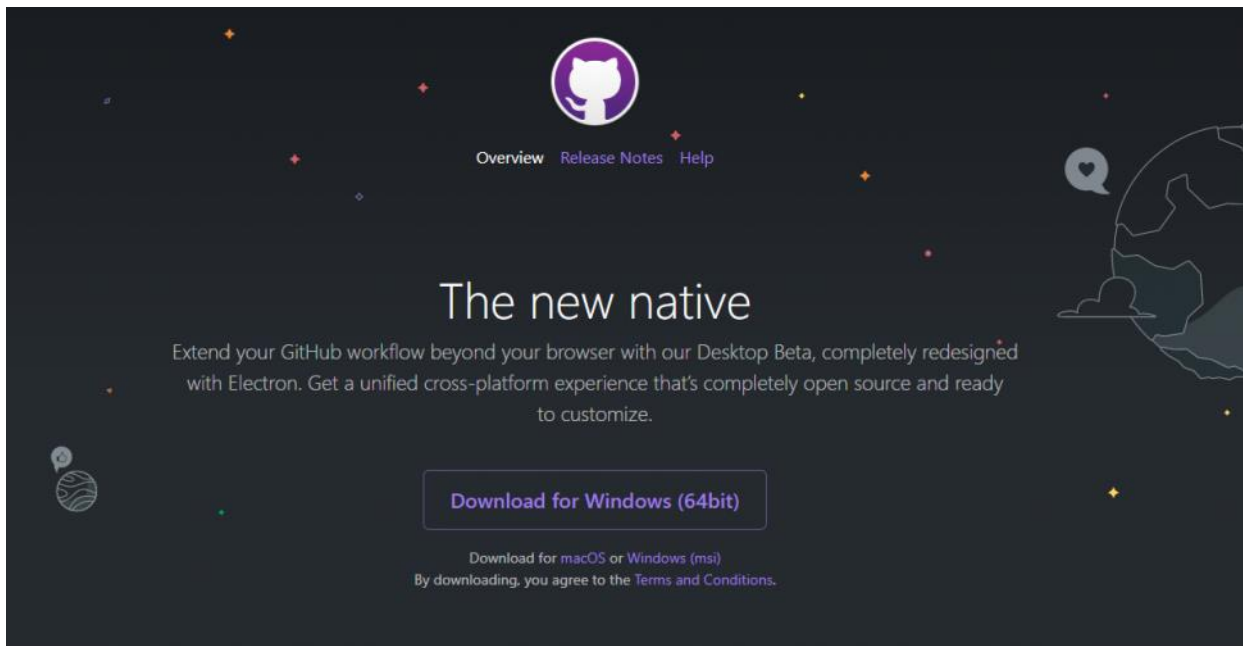 Overview Release Notes Help
The new native
Extend your GitHub workflow beyond your browser with our Desktop Beta, completely redesigned
with Electron. Get a unified cross-platform experience that's completely open source and ready
to customize.
Download for Windows (64bit)
Download for macOS or Windows (msi)
By downloading, you agree to the Terms and Conditions.